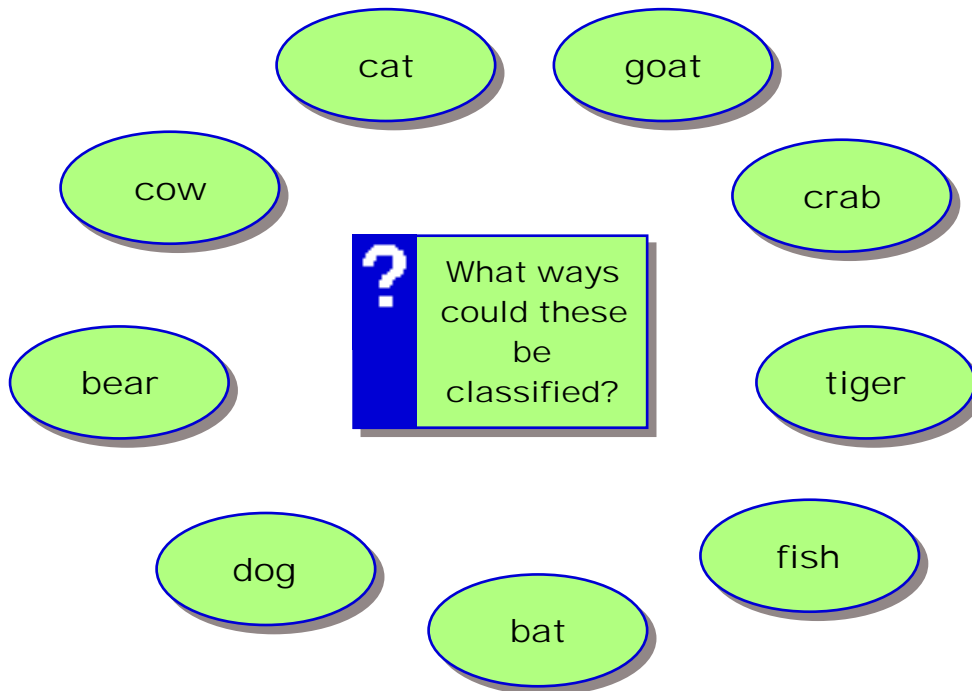 cat
goat
cow
crab
?
What ways
could these
be
classified?
bear
tiger
dog
fish
bat